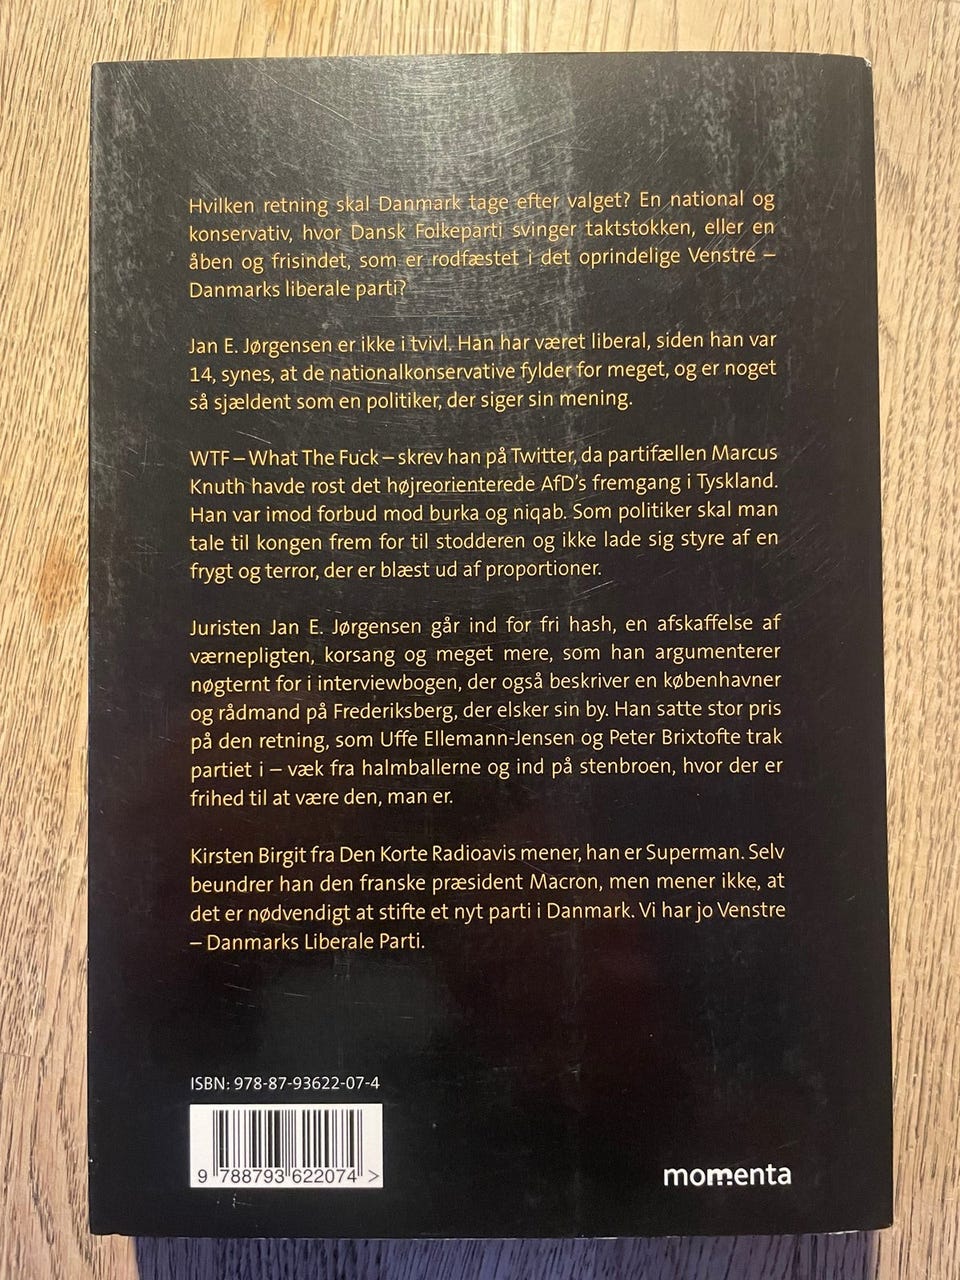 Hvilken retning skal Danmark tage efter valget? En national og
konservativ, hvor Dansk Folkeparti svinger taktstokken, eller en
åben og frisindet, som er rodfæstet i det oprindelige Venstre –
Danmarks liberale parti?
Jan E. Jørgensen er ikke i tvivl. Han har været liberal, siden han var
14, synes, at de nationalkonservative fylder for meget, og er noget
så sjældent som en politiker, der siger sin mening.
WTF – What The Fuck – skrev han på Twitter, da partifællen Marcus
Knuth havde rost det højreorienterede AfD's fremgang i Tyskland.
Han var imod forbud mod burka og niqab. Som politiker skal man
tale til kongen frem for til stodderen og ikke lade sig styre af en
frygt og terror, der er blæst ud af proportioner.
Juristen Jan E. Jørgensen går ind for fri hash, en afskaffelse af
værnepligten, korsang og meget mere, som han argumenterer
nøgternt for i interviewbogen, der også beskriver en københavner
og rådmand på Frederiksberg, der elsker sin by. Han satte stor pris
på den retning, som Uffe Ellemann-Jensen og Peter Brixtofte trak
partiet i – væk fra halmballerne og ind på stenbroen, hvor der er
frihed til at være den, man er.
Kirsten Birgit fra Den Korte Radioavis mener, han er Superman. Selv
beundrer han den franske præsident Macron, men mener ikke, at
det er nødvendigt at stifte et nyt parti i Danmark. Vi har jo Venstre
– Danmarks Liberale Parti.
ISBN: 978-87-93622-07-4
9 788793 622074 >
momenta